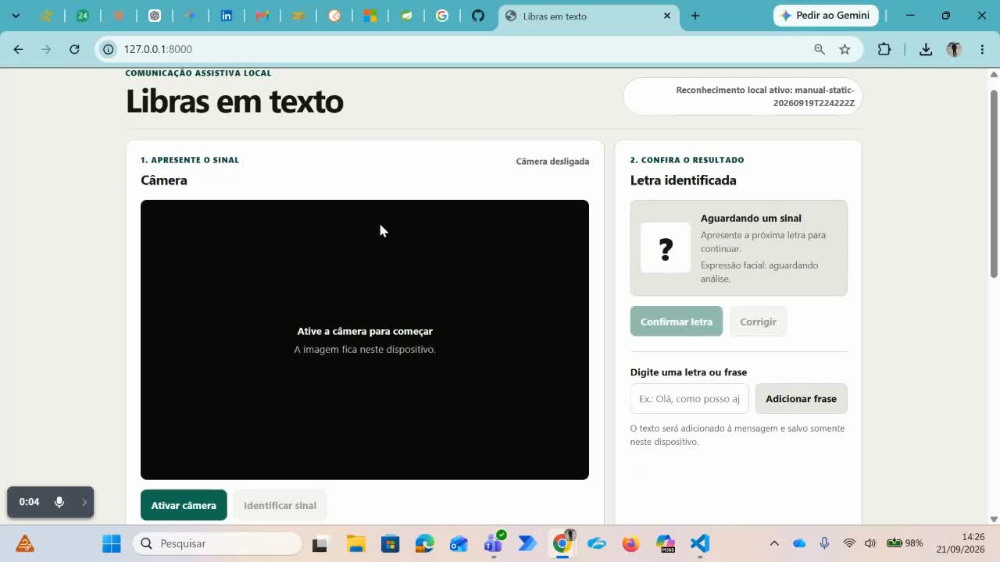 24
Libras em texto
Pedir ao Gemini
127.0.0.1:8000
COMUNICAÇÃO ASSISTIVA LOCAL
Libras em texto
Reconhecimento local ativo: manual-static-
20260919T224222Z
1. APRESENTE O SINAL
Câmera desligada
Câmera
Ative a câmera para começar
A imagem fica neste dispositivo.
Ativar câmera
Identificar sinal
2. CONFIRA O RESULTADO
Letra identificada
?
Aguardando um sinal
Apresente a próxima letra para
continuar.
Expressão facial: aguardando
análise.
Confirmar letra
Corrigir
Digite uma letra ou frase
Ex.: Olá, como posso aj
Adicionar frase
O texto será adicionado à mensagem e salvo somente
neste dispositivo.
0:04
Pesquisar
M365
98%
14:26
21/09/2026